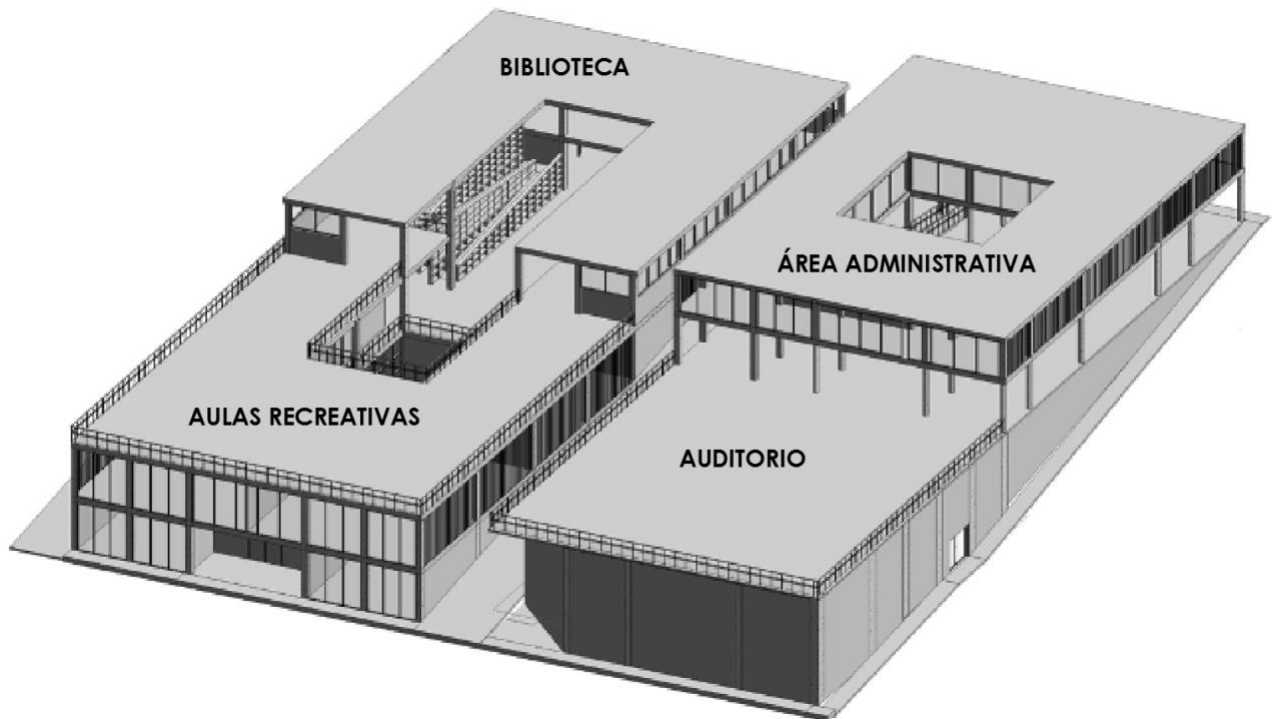 BIBLIOTECA
ÁREA ADMINISTRATIVA
AULAS RECREATIVAS
AUDITORIO